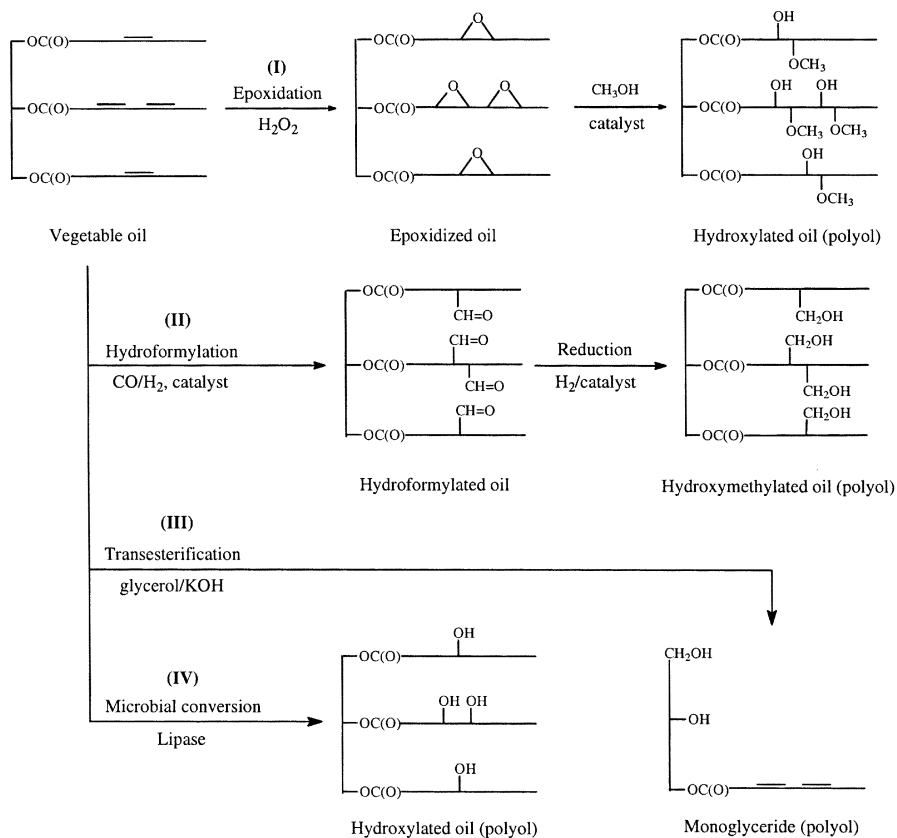 OC(O)
OC(O)
OC(O)
Vegetable oil
(I)
Epoxidation
H2O2
OC(O)
O
OC(O)
O
O
OC(O)
O
Epoxidized oil
CH3OH
catalyst
OH
OC(O)
OCH3
OH
OH
OC(O)
OCH3
OCH3
OH
OC(O)
OCH3
Hydroxylated oil (polyol)
(II)
Hydroformylation
CO/H2, catalyst
OC(O)
CH=O
CH=O
OC(O)
CH=O
CH=O
OC(O)
Hydroformylated oil
Reduction
H2/catalyst
OC(O)
CH2OH
CH2OH
OC(O)
CH2OH
CH2OH
OC(O)
Hydroxymethylated oil (polyol)
(III)
Transesterification
glycerol/KOH
CH2OH
OH
OC(O)
Monoglyceride (polyol)
(IV)
Microbial conversion
Lipase
OH
OC(O)
OH OH
OC(O)
OH
OC(O)
Hydroxylated oil (polyol)